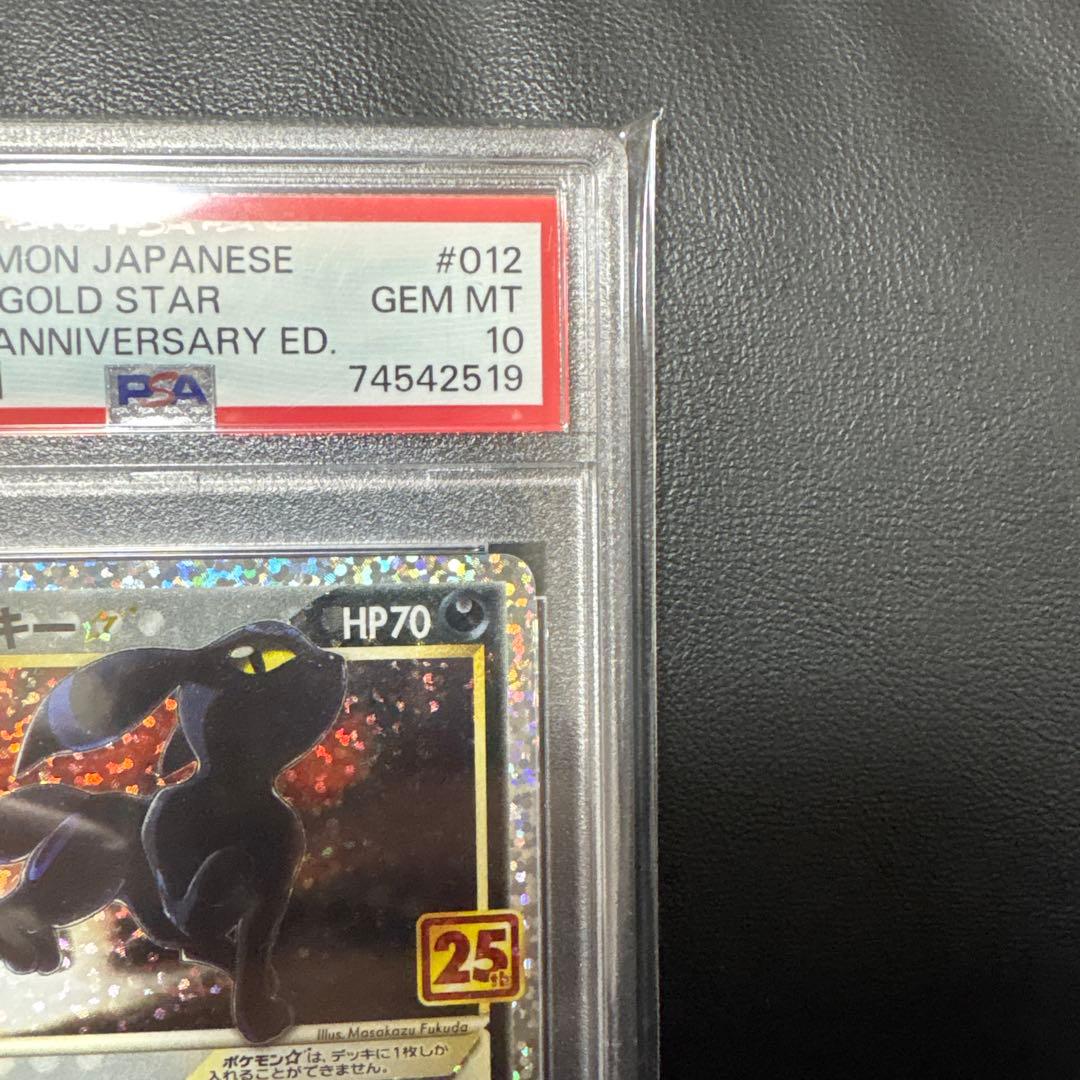 MON JAPANESE #012
GOLD STAR GEM MT
ANNIVERSARY ED. 10
PSA 74542519
キー☆ HP70
25th
Illus. Masakazu Fukuda
ポケモン☆は、デッキに1枚しか
入れることができません。